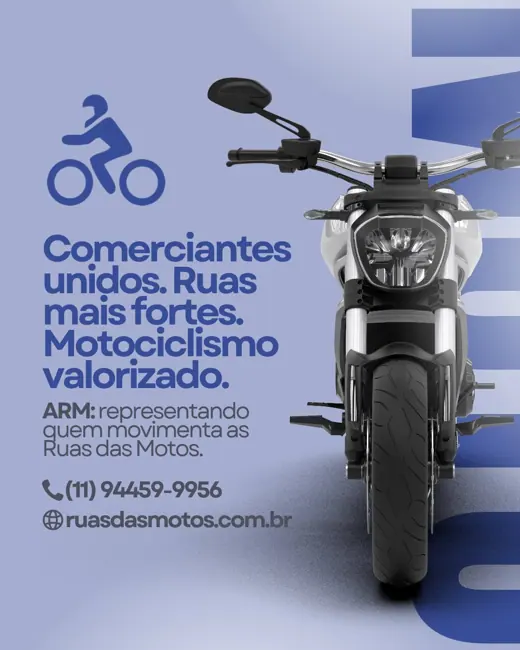 Comerciantes
unidos. Ruas
mais fortes.
Motociclismo
valorizado.
ARM: representando
quem movimenta as
Ruas das Motos.
(11) 94459-9956
ruasdasmotos.com.br